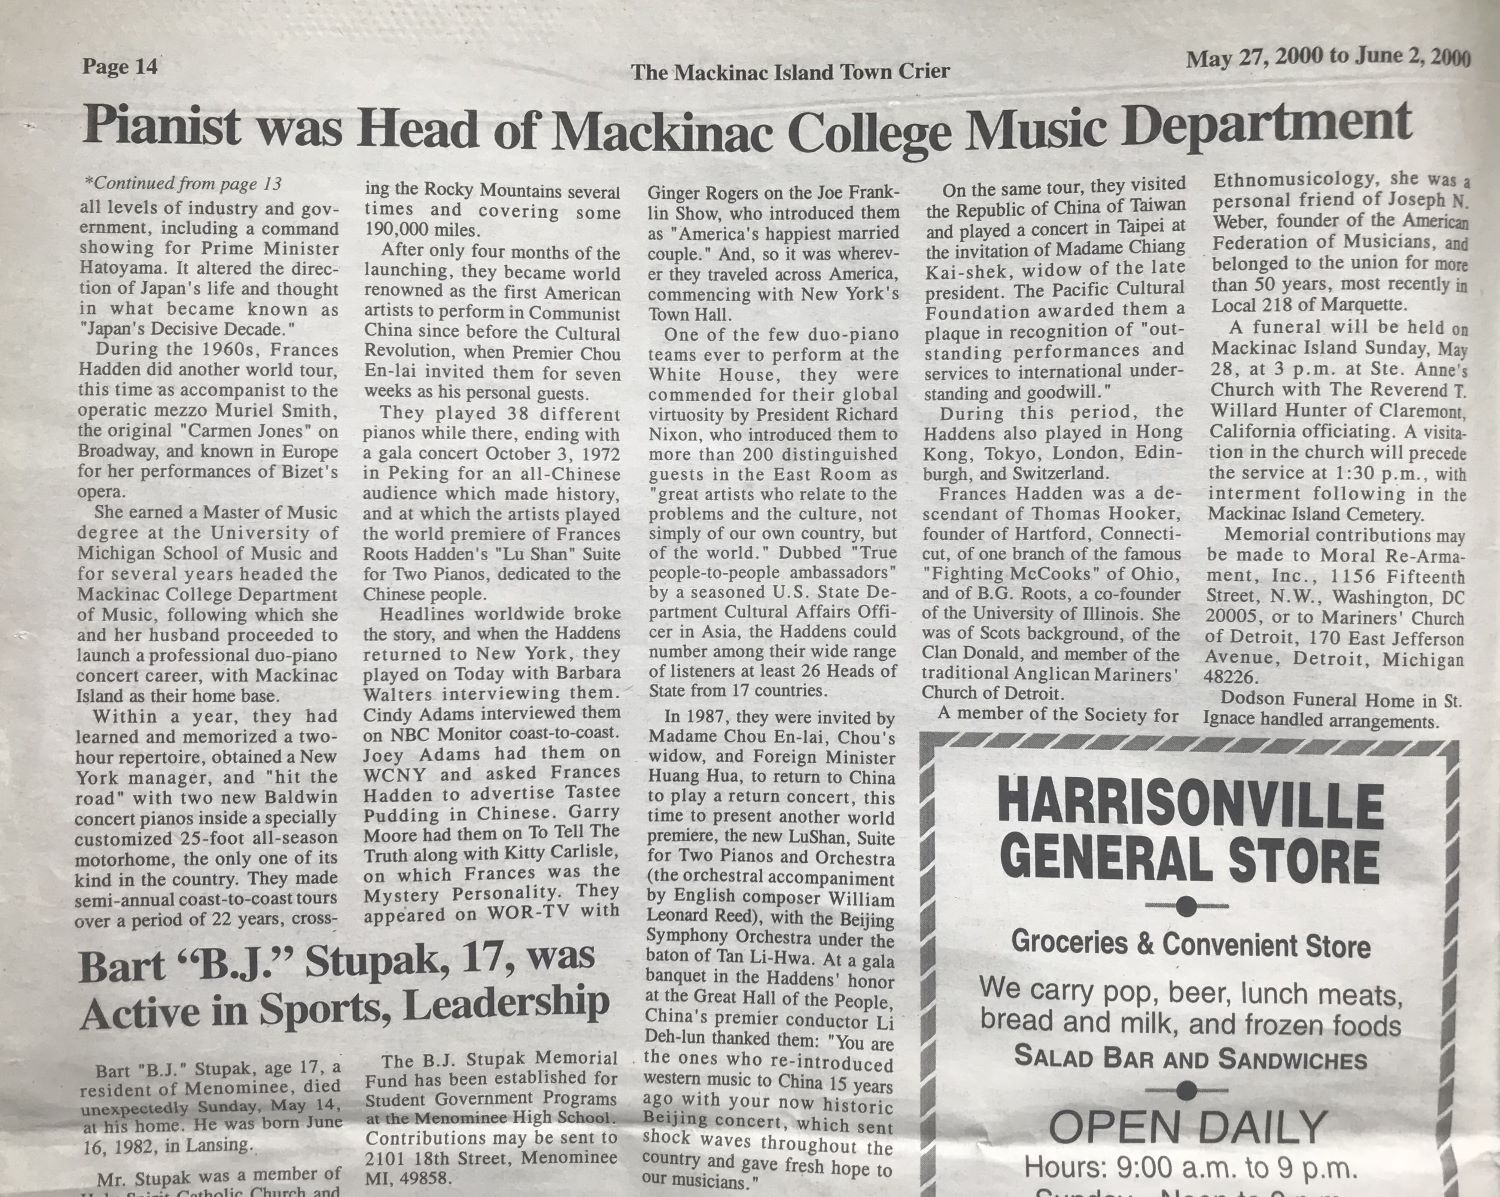 Page 14
The Mackinac Island Town Crier
May 27, 2000 to June 2, 2000
Pianist was Head of Mackinac College Music Department
*Continued from page 13
all levels of industry and gov-
ernment, including a command
showing for Prime Minister
Hatoyama. It altered the direc-
tion of Japan's life and thought
in what became known as
"Japan's Decisive Decade."
During the 1960s, Frances
Hadden did another world tour,
this time as accompanist to the
operatic mezzo Muriel Smith,
the original "Carmen Jones" on
Broadway, and known in Europe
for her performances of Bizet's
opera.
She earned a Master of Music
degree at the University of
Michigan School of Music and
for several years headed the
Mackinac College Department
of Music, following which she
and her husband proceeded to
launch a professional duo-piano
concert career, with Mackinac
Island as their home base.
Within a year, they had
learned and memorized a two-
hour repertoire, obtained a New
York manager, and "hit the
road" with two new Baldwin
concert pianos inside a specially
customized 25-foot all-season
motorhome, the only one of its
kind in the country. They made
semi-annual coast-to-coast tours
over a period of 22 years, cross-
ing the Rocky Mountains several
times and covering some
190,000 miles.
After only four months of the
launching, they became world
renowned as the first American
artists to perform in Communist
China since before the Cultural
Revolution, when Premier Chou
En-lai invited them for seven
weeks as his personal guests.
They played 38 different
pianos while there, ending with
a gala concert October 3, 1972
in Peking for an all-Chinese
audience which made history,
and at which the artists played
the world premiere of Frances
Roots Hadden's "Lu Shan" Suite
for Two Pianos, dedicated to the
Chinese people.
Headlines worldwide broke
the story, and when the Haddens
returned to New York, they
played on Today with Barbara
Walters interviewing them.
Cindy Adams interviewed them
on NBC Monitor coast-to-coast.
Joey Adams had them on
WCNY and asked Frances
Hadden to advertise Tastee
Pudding in Chinese. Garry
Moore had them on To Tell The
Truth along with Kitty Carlisle,
on which Frances was the
Mystery Personality. They
appeared on WOR-TV with
Ginger Rogers on the Joe Frank-
lin Show, who introduced them
as "America's happiest married
couple." And, so it was wherev-
er they traveled across America,
commencing with New York's
Town Hall.
One of the few duo-piano
teams ever to perform at the
White House, they were
commended for their global
virtuosity by President Richard
Nixon, who introduced them to
more than 200 distinguished
guests in the East Room as
"great artists who relate to the
problems and the culture, not
simply of our own country, but
of the world." Dubbed "True
people-to-people ambassadors"
by a seasoned U.S. State De-
partment Cultural Affairs Offi-
cer in Asia, the Haddens could
number among their wide range
of listeners at least 26 Heads of
State from 17 countries.
In 1987, they were invited by
Madame Chou En-lai, Chou's
widow, and Foreign Minister
Huang Hua, to return to China
to play a return concert, this
time to present another world
premiere, the new LuShan, Suite
for Two Pianos and Orchestra
(the orchestral accompaniment
by English composer William
Leonard Reed), with the Beijing
Symphony Orchestra under the
baton of Tan Li-Hwa. At a gala
banquet in the Haddens' honor
at the Great Hall of the People,
China's premier conductor Li
Deh-lun thanked them: "You are
the ones who re-introduced
western music to China 15 years
ago with your now historic
Beijing concert, which sent
shock waves throughout the
country and gave fresh hope to
our musicians."
On the same tour, they visited
the Republic of China of Taiwan
and played a concert in Taipei at
the invitation of Madame Chiang
Kai-shek, widow of the late
president. The Pacific Cultural
Foundation awarded them a
plaque in recognition of "out-
standing performances and
services to international under-
standing and goodwill."
During this period, the
Haddens also played in Hong
Kong, Tokyo, London, Edin-
burgh, and Switzerland.
Frances Hadden was a de-
scendant of Thomas Hooker,
founder of Hartford, Connecti-
cut, of one branch of the famous
"Fighting McCooks" of Ohio,
and of B.G. Roots, a co-founder
of the University of Illinois. She
was of Scots background, of the
Clan Donald, and member of the
traditional Anglican Mariners'
Church of Detroit.
A member of the Society for
Ethnomusicology, she was a
personal friend of Joseph N.
Weber, founder of the American
Federation of Musicians, and
belonged to the union for more
than 50 years, most recently in
Local 218 of Marquette.
A funeral will be held on
Mackinac Island Sunday, May
28, at 3 p.m. at Ste. Anne's
Church with The Reverend T.
Willard Hunter of Claremont,
California officiating. A visita-
tion in the church will precede
the service at 1:30 p.m., with
interment following in the
Mackinac Island Cemetery.
Memorial contributions may
be made to Moral Re-Arma-
ment, Inc., 1156 Fifteenth
Street, N.W., Washington, DC
20005, or to Mariners' Church
of Detroit, 170 East Jefferson
Avenue, Detroit, Michigan
48226.
Dodson Funeral Home in St.
Ignace handled arrangements.
Bart “B.J.” Stupak, 17, was
Active in Sports, Leadership
Bart "B.J." Stupak, age 17, a
resident of Menominee, died
unexpectedly Sunday, May 14,
at his home. He was born June
16, 1982, in Lansing.
Mr. Stupak was a member of
Holy Spirit Catholic Church and
The B.J. Stupak Memorial
Fund has been established for
Student Government Programs
at the Menominee High School.
Contributions may be sent to
2101 18th Street, Menominee
MI, 49858.
HARRISONVILLE
GENERAL STORE
Groceries & Convenient Store
We carry pop, beer, lunch meats,
bread and milk, and frozen foods
SALAD BAR AND SANDWICHES
OPEN DAILY
Hours: 9:00 a.m. to 9 p.m.
Sunday - Noon to 9 p.m.